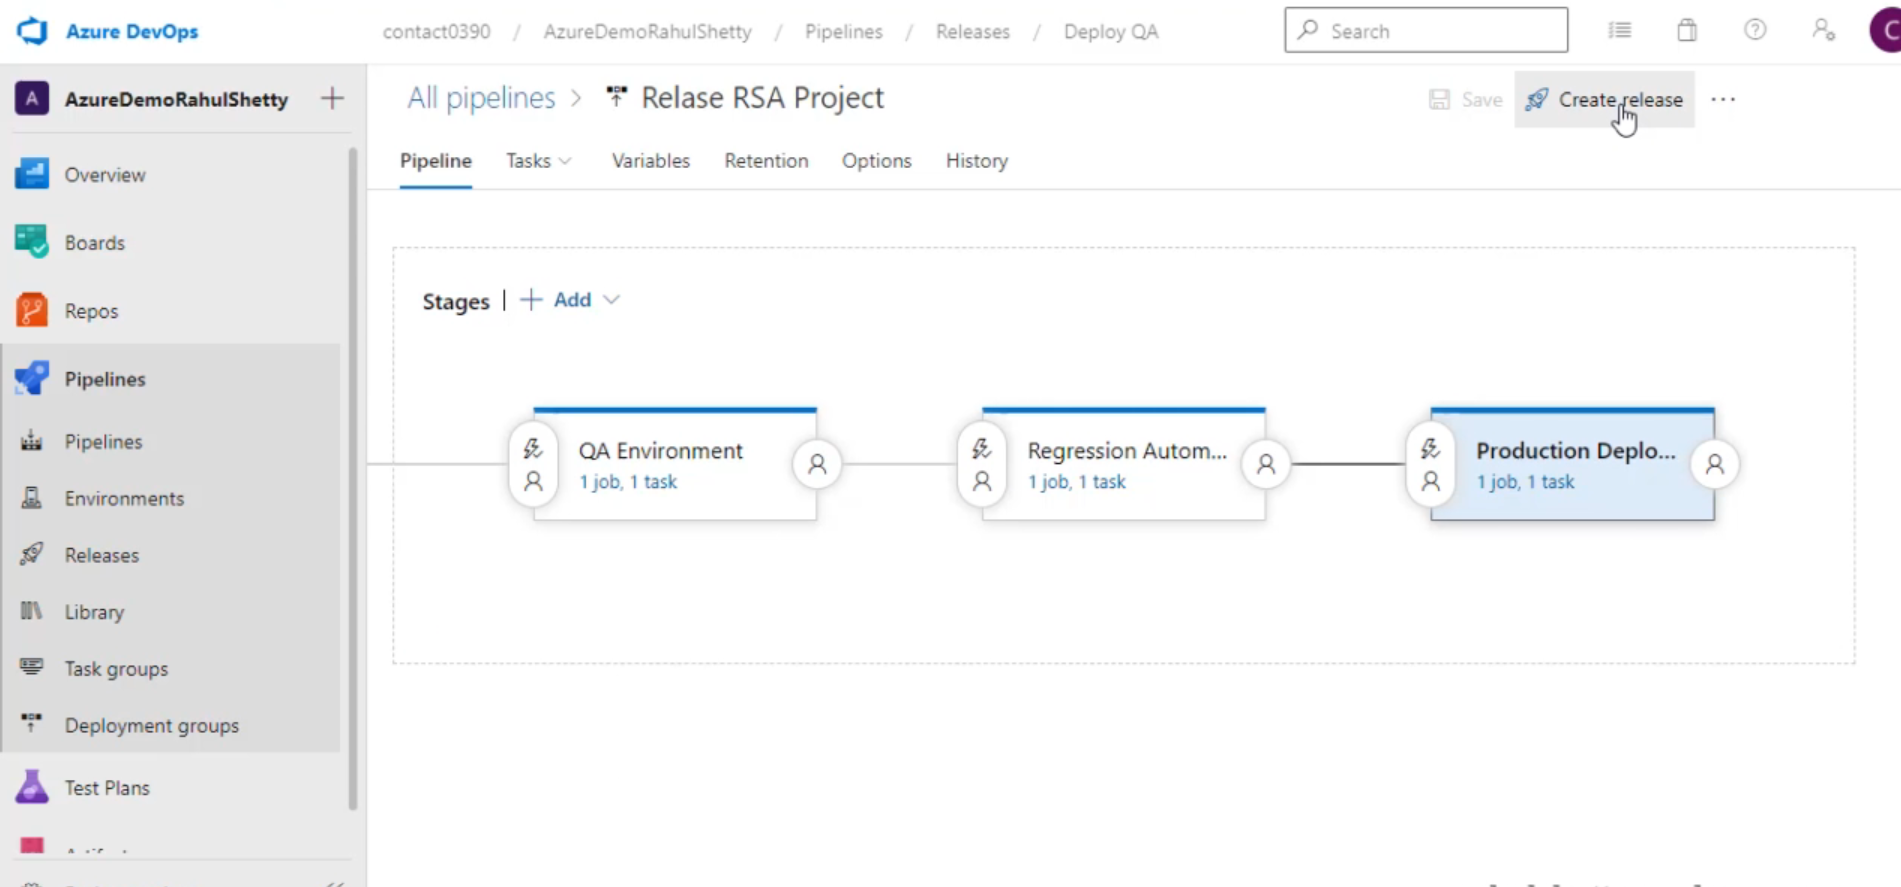 Azure DevOps
contact0390 / AzureDemoRahulShetty / Pipelines / Releases / Deploy QA
Search
C
A AzureDemoRahulShetty
All pipelines > Relase RSA Project
Save
Create release
Pipeline Tasks Variables Retention Options History
Overview
Boards
Repos
Pipelines
Pipelines
Environments
Releases
Library
Task groups
Deployment groups
Test Plans
Stages | + Add
QA Environment
1 job, 1 task
Regression Autom...
1 job, 1 task
Production Deplo...
1 job, 1 task